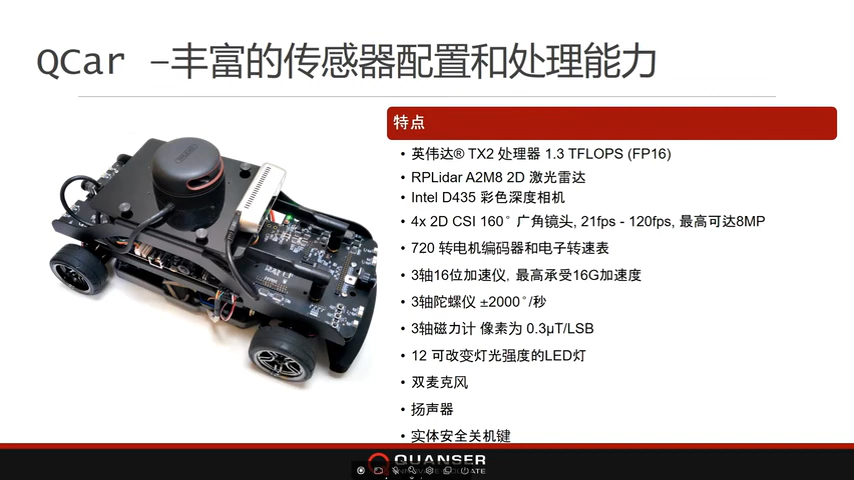 QCar –丰富的传感器配置和处理能力
特点
• 英伟达® TX2 处理器 1.3 TFLOPS (FP16)
• RPLidar A2M8 2D 激光雷达
• Intel D435 彩色深度相机
• 4x 2D CSI 160° 广角镜头, 21fps - 120fps, 最高可达8MP
• 720 转电机编码器和电子转速表
• 3轴16位加速仪, 最高承受16G加速度
• 3轴陀螺仪 ±2000°/秒
• 3轴磁力计 像素为 0.3µT/LSB
• 12 可改变灯光强度的LED灯
• 双麦克风
• 扬声器
• 实体安全关机键
QUANSER